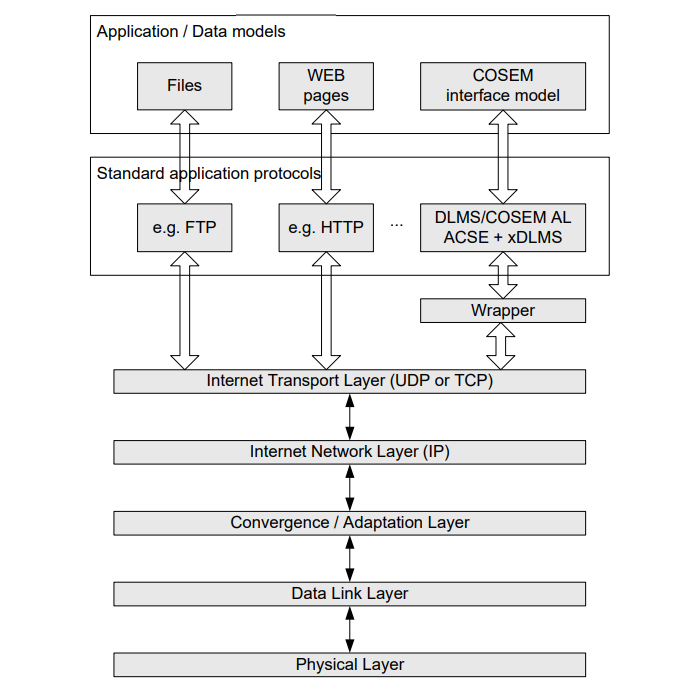 Application / Data models
Files
WEB
pages
COSEM
interface model
Standard application protocols
e.g. FTP
e.g. HTTP
...
DLMS/COSEM AL
ACSE + xDLMS
Wrapper
Internet Transport Layer (UDP or TCP)
Internet Network Layer (IP)
Convergence / Adaptation Layer
Data Link Layer
Physical Layer